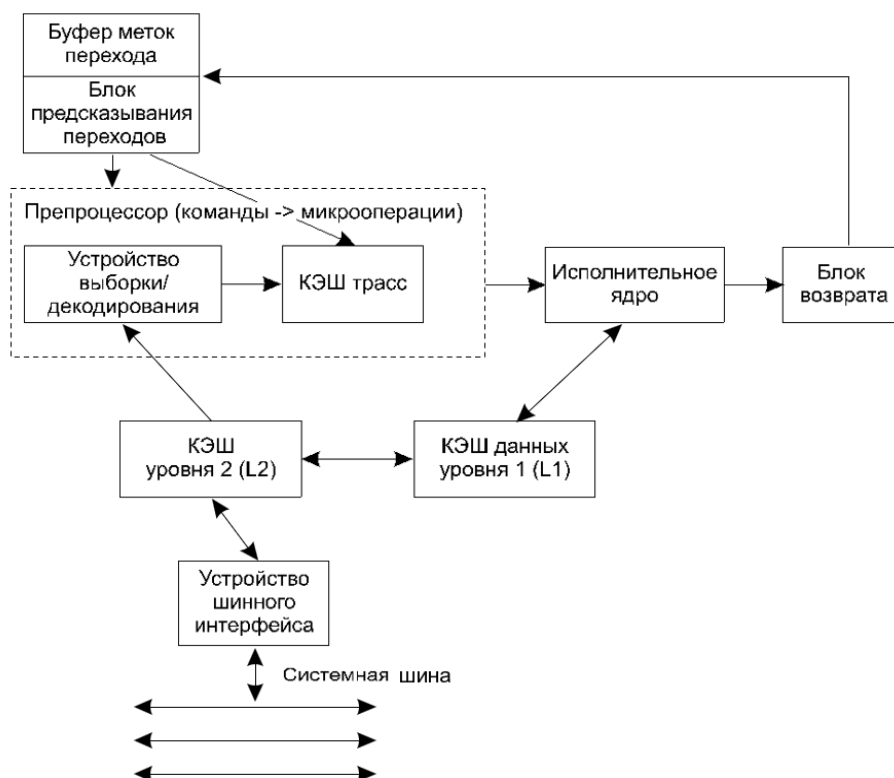 Буфер меток
перехода
Блок
предсказывания
переходов
Препроцессор (команды -> микрооперации)
Устройство
выборки/
декодирования
КЭШ трасс
Исполнительное
ядро
Блок
возврата
КЭШ
уровня 2 (L2)
КЭШ данных
уровня 1 (L1)
Устройство
шинного
интерфейса
Системная шина